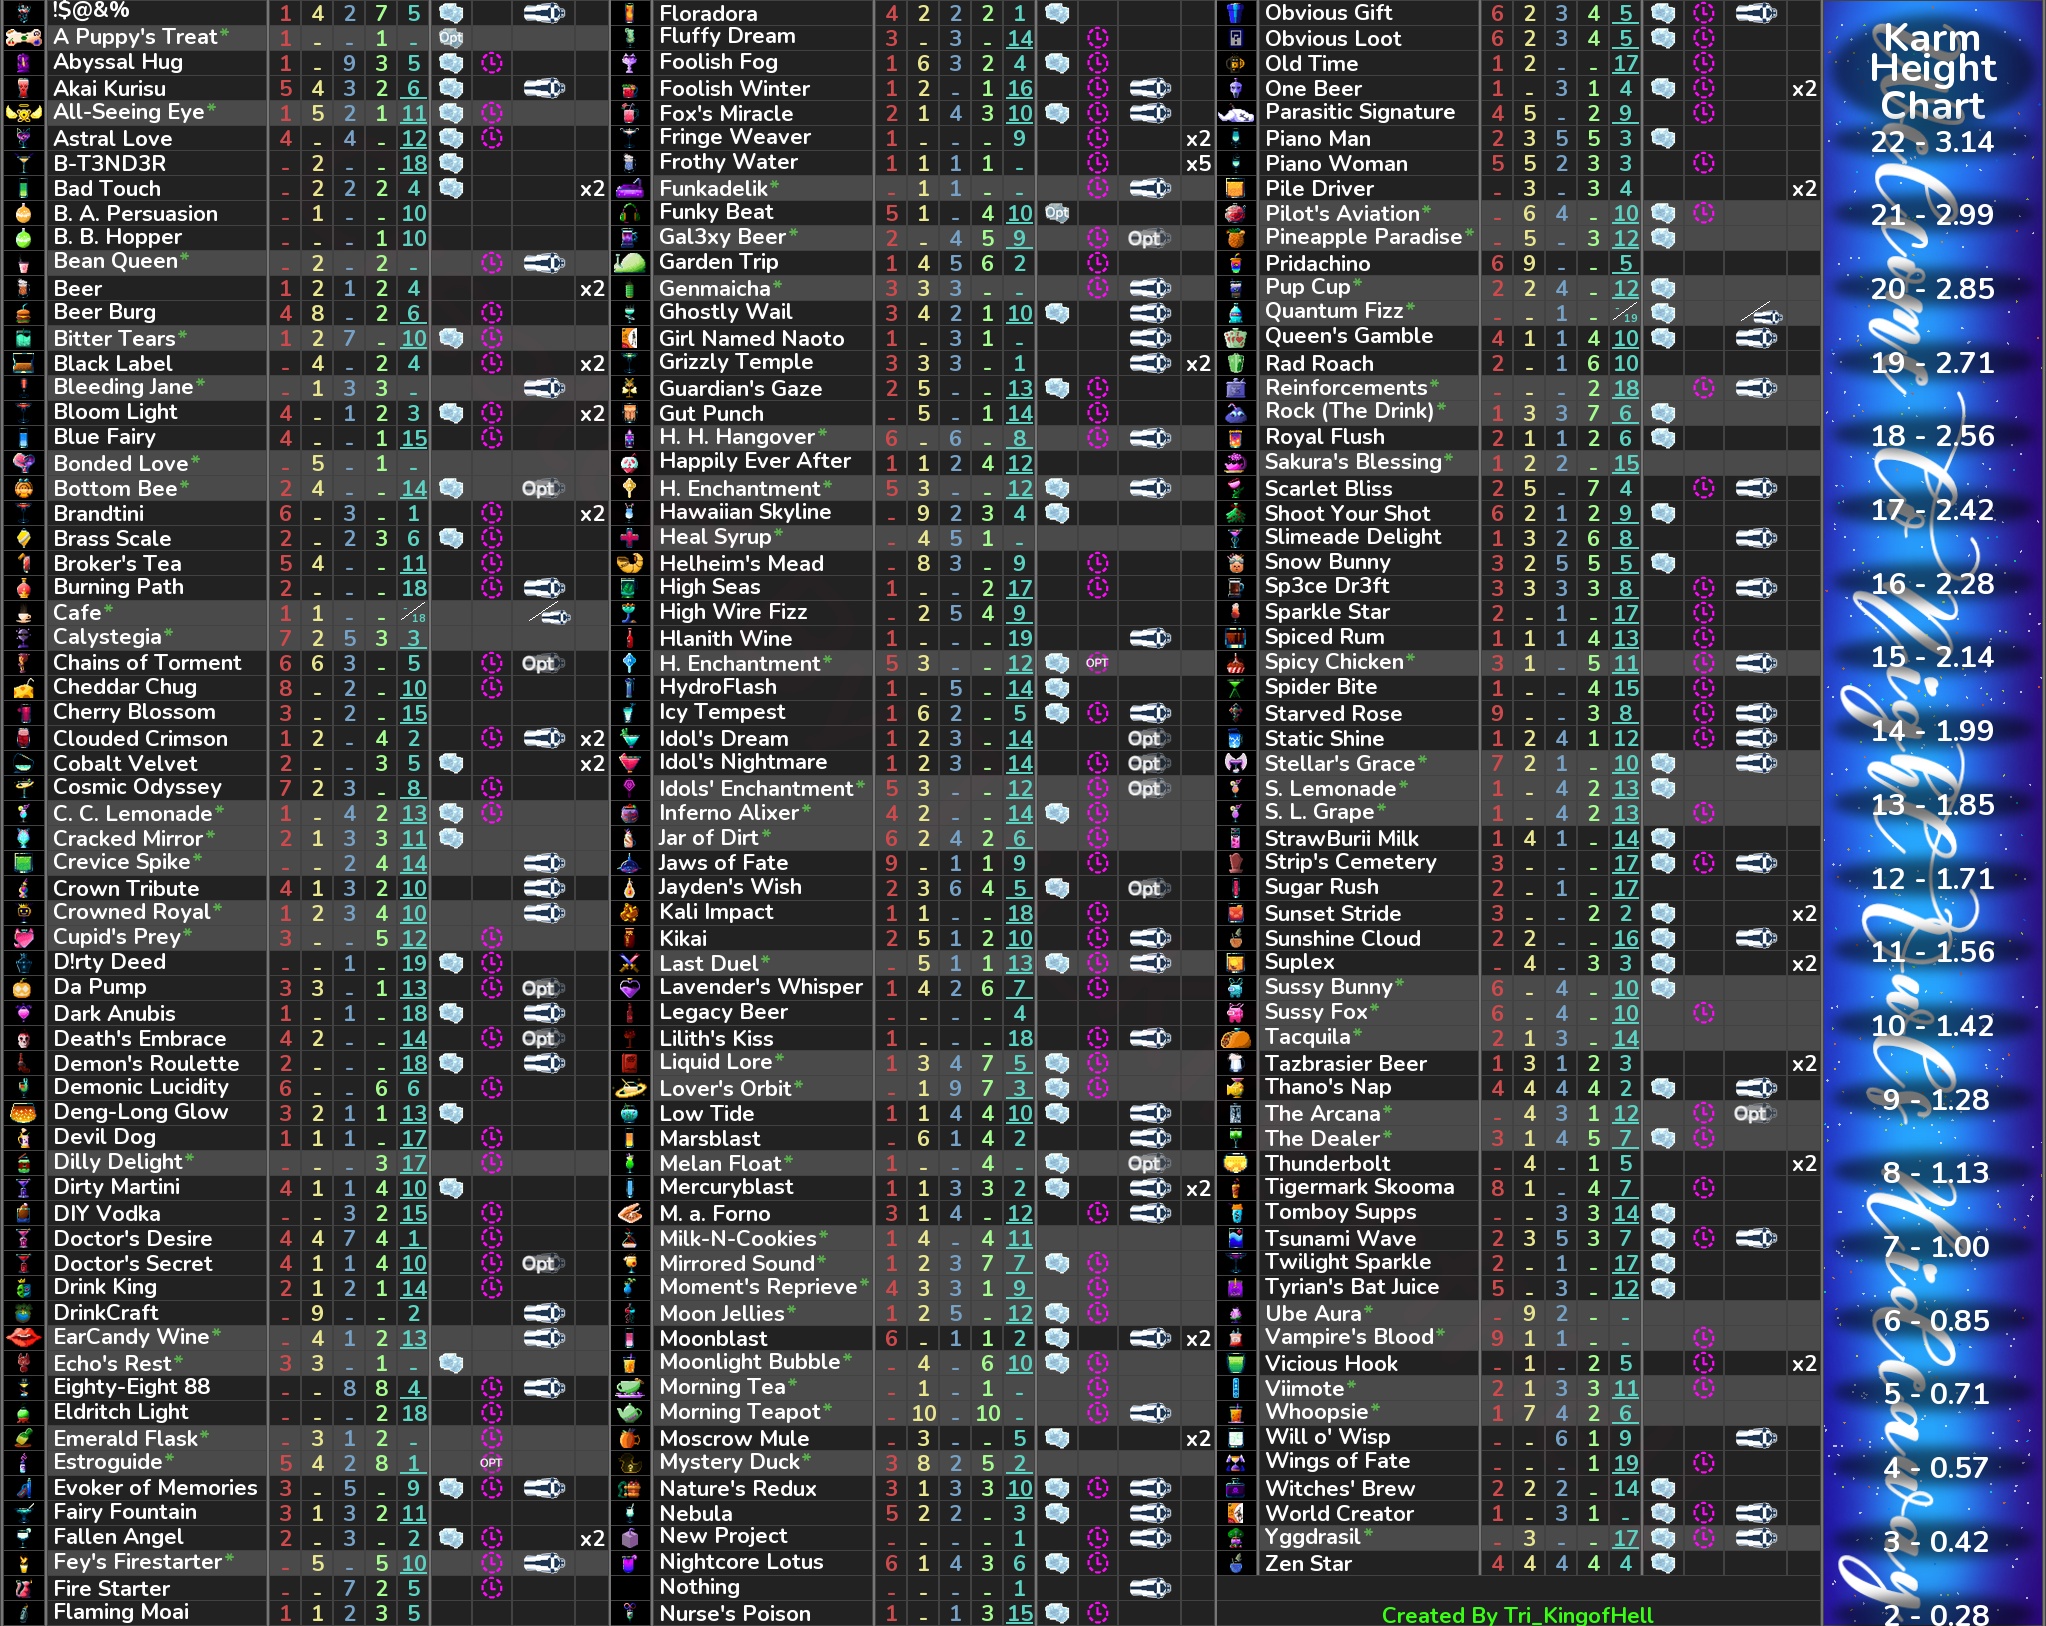 !$@&% 1 4 2 7 5
A Puppy's Treat* 1 - - 1 - Opt
Abyssal Hug 1 - 9 3 5
Akai Kurisu 5 4 3 2 6
All-Seeing Eye* 1 5 2 1 11
Astral Love 4 - 4 - 12
B-T3ND3R - 2 - - 18
Bad Touch - 2 2 2 4 x2
B. A. Persuasion - 1 - - 10
B. B. Hopper - - - 1 10
Bean Queen* - 2 - 2 -
Beer 1 2 1 2 4 x2
Beer Burg 4 8 - 2 6
Bitter Tears* 1 2 7 - 10
Black Label - 4 - 2 4 x2
Bleeding Jane* - 1 3 3 -
Bloom Light 4 - 1 2 3 x2
Blue Fairy 4 - - 1 15
Bonded Love* - 5 - 1 -
Bottom Bee* 2 4 - - 14 Opt
Brandtini 6 - 3 - 1 x2
Brass Scale 2 - 2 3 6
Broker's Tea 5 4 - - 11
Burning Path 2 - - - 18
Cafe* 1 1 - - -/18
Calystegia* 7 2 5 3 3
Chains of Torment 6 6 3 - 5 Opt
Cheddar Chug 8 - 2 - 10
Cherry Blossom 3 - 2 - 15
Clouded Crimson 1 2 - 4 2 x2
Cobalt Velvet 2 - - 3 5 x2
Cosmic Odyssey 7 2 3 - 8
C. C. Lemonade* 1 - 4 2 13
Cracked Mirror* 2 1 3 3 11
Crevice Spike* - - 2 4 14
Crown Tribute 4 1 3 2 10
Crowned Royal* 1 2 3 4 10
Cupid's Prey* 3 - - 5 12
D!rty Deed - - 1 - 19
Da Pump 3 3 - 1 13 Opt
Dark Anubis 1 - 1 - 18
Death's Embrace 4 2 - - 14 Opt
Demon's Roulette 2 - - - 18
Demonic Lucidity 6 - - 6 6
Deng-Long Glow 3 2 1 1 13
Devil Dog 1 1 1 - 17
Dilly Delight* - - - 3 17
Dirty Martini 4 1 1 4 10
DIY Vodka - - 3 2 15
Doctor's Desire 4 4 7 4 1
Doctor's Secret 4 1 1 4 10 Opt
Drink King 2 1 2 1 14
DrinkCraft - 9 - - 2
EarCandy Wine* - 4 1 2 13
Echo's Rest* 3 3 - 1 -
Eighty-Eight 88 - - 8 8 4
Eldritch Light - - - 2 18
Emerald Flask* - 3 1 2 -
Estroguide* 5 4 2 8 1 OPT
Evoker of Memories 3 - 5 - 9
Fairy Fountain 3 1 3 2 11
Fallen Angel 2 - 3 - 2 x2
Fey's Firestarter* - 5 - 5 10
Fire Starter - - 7 2 5
Flaming Moai 1 1 2 3 5
Floradora 4 2 2 2 1
Fluffy Dream 3 - 3 - 14
Foolish Fog 1 6 3 2 4
Foolish Winter 1 2 - 1 16
Fox's Miracle 2 1 4 3 10
Fringe Weaver 1 - - - 9 x2
Frothy Water 1 1 1 1 - x5
Funkadelik* - 1 1 - -
Funky Beat 5 1 - 4 10 Opt
Gal3xy Beer* 2 - 4 5 9 Opt
Garden Trip 1 4 5 6 2
Genmaicha* 3 3 3 - -
Ghostly Wail 3 4 2 1 10
Girl Named Naoto 1 - 3 1 -
Grizzly Temple 3 3 3 - 1 x2
Guardian's Gaze 2 5 - - 13
Gut Punch - 5 - 1 14
H. H. Hangover* 6 - 6 - 8
Happily Ever After 1 1 2 4 12
H. Enchantment* 5 3 - - 12
Hawaiian Skyline - 9 2 3 4
Heal Syrup* - 4 5 1 -
Helheim's Mead - 8 3 - 9
High Seas 1 - - 2 17
High Wire Fizz - 2 5 4 9
Hlanith Wine 1 - - - 19
H. Enchantment* 5 3 - - 12 OPT
HydroFlash 1 - 5 - 14
Icy Tempest 1 6 2 - 5
Idol's Dream 1 2 3 - 14 Opt
Idol's Nightmare 1 2 3 - 14 Opt
Idols' Enchantment* 5 3 - - 12 Opt
Inferno Alixer* 4 2 - - 14
Jar of Dirt* 6 2 4 2 6
Jaws of Fate 9 - 1 1 9
Jayden's Wish 2 3 6 4 5 Opt
Kali Impact 1 1 - - 18
Kikai 2 5 1 2 10
Last Duel* - 5 1 1 13
Lavender's Whisper 1 4 2 6 7
Legacy Beer - - - - 4
Lilith's Kiss 1 - - - 18
Liquid Lore* 1 3 4 7 5
Lover's Orbit* - 1 9 7 3
Low Tide 1 1 4 4 10
Marsblast - 6 1 4 2
Melan Float* 1 - - 4 - Opt
Mercuryblast 1 1 3 3 2 x2
M. a. Forno 3 1 4 - 12
Milk-N-Cookies* 1 4 - 4 11
Mirrored Sound* 1 2 3 7 7
Moment's Reprieve* 4 3 3 1 9
Moon Jellies* 1 2 5 - 12
Moonblast 6 - 1 1 2 x2
Moonlight Bubble* - 4 - 6 10
Morning Tea* - 1 - 1 -
Morning Teapot* - 10 - 10 -
Moscrow Mule - 3 - - 5 x2
Mystery Duck* 3 8 2 5 2
Nature's Redux 3 1 3 3 10
Nebula 5 2 2 - 3
New Project - - - - 1
Nightcore Lotus 6 1 4 3 6
Nothing - - - - 1
Nurse's Poison 1 - 1 3 15
Obvious Gift 6 2 3 4 5
Obvious Loot 6 2 3 4 5
Old Time 1 2 - - 17
One Beer 1 - 3 1 4 x2
Parasitic Signature 4 5 - 2 9
Piano Man 2 3 5 5 3
Piano Woman 5 5 2 3 3
Pile Driver - 3 - 3 4 x2
Pilot's Aviation* - 6 4 - 10
Pineapple Paradise* - 5 - 3 12
Pridachino 6 9 - - 5
Pup Cup* 2 2 4 - 12
Quantum Fizz* - - 1 - -/19
Queen's Gamble 4 1 1 4 10
Rad Roach 2 - 1 6 10
Reinforcements* - - - 2 18
Rock (The Drink)* 1 3 3 7 6
Royal Flush 2 1 1 2 6
Sakura's Blessing* 1 2 2 - 15
Scarlet Bliss 2 5 - 7 4
Shoot Your Shot 6 2 1 2 9
Slimeade Delight 1 3 2 6 8
Snow Bunny 3 2 5 5 5
Sp3ce Dr3ft 3 3 3 3 8
Sparkle Star 2 - 1 - 17
Spiced Rum 1 1 1 4 13
Spicy Chicken* 3 1 - 5 11
Spider Bite 1 - - 4 15
Starved Rose 9 - - 3 8
Static Shine 1 2 4 1 12
Stellar's Grace* 7 2 1 - 10
S. Lemonade* 1 - 4 2 13
S. L. Grape* 1 - 4 2 13
StrawBurii Milk 1 4 1 - 14
Strip's Cemetery 3 - - - 17
Sugar Rush 2 - 1 - 17
Sunset Stride 3 - - 2 2 x2
Sunshine Cloud 2 2 - - 16
Suplex - 4 - 3 3 x2
Sussy Bunny* 6 - 4 - 10
Sussy Fox* 6 - 4 - 10
Tacquila* 2 1 3 - 14
Tazbrasier Beer 1 3 1 2 3 x2
Thano's Nap 4 4 4 4 2
The Arcana* - 4 3 1 12 Opt
The Dealer* 3 1 4 5 7
Thunderbolt - 4 - 1 5 x2
Tigermark Skooma 8 1 - 4 7
Tomboy Supps - - 3 3 14
Tsunami Wave 2 3 5 3 7
Twilight Sparkle 2 - 1 - 17
Tyrian's Bat Juice 5 - 3 - 12
Ube Aura* - 9 2 - -
Vampire's Blood* 9 1 1 - -
Vicious Hook - 1 - 2 5 x2
Viimote* 2 1 3 3 11
Whoopsie* 1 7 4 2 6
Will o' Wisp - - 6 1 9
Wings of Fate - - - 1 19
Witches' Brew 2 2 2 - 14
World Creator 1 - 3 1 -
Yggdrasil* - 3 - - 17
Zen Star 4 4 4 4 4
Created By Tri_KingofHell
Karm
Height
Chart
22 - 3.14
21 - 2.99
20 - 2.85
19 - 2.71
18 - 2.56
17 - 2.42
16 - 2.28
15 - 2.14
14 - 1.99
13 - 1.85
12 - 1.71
11 - 1.56
10 - 1.42
9 - 1.28
8 - 1.13
7 - 1.00
6 - 0.85
5 - 0.71
4 - 0.57
3 - 0.42
2 - 0.28